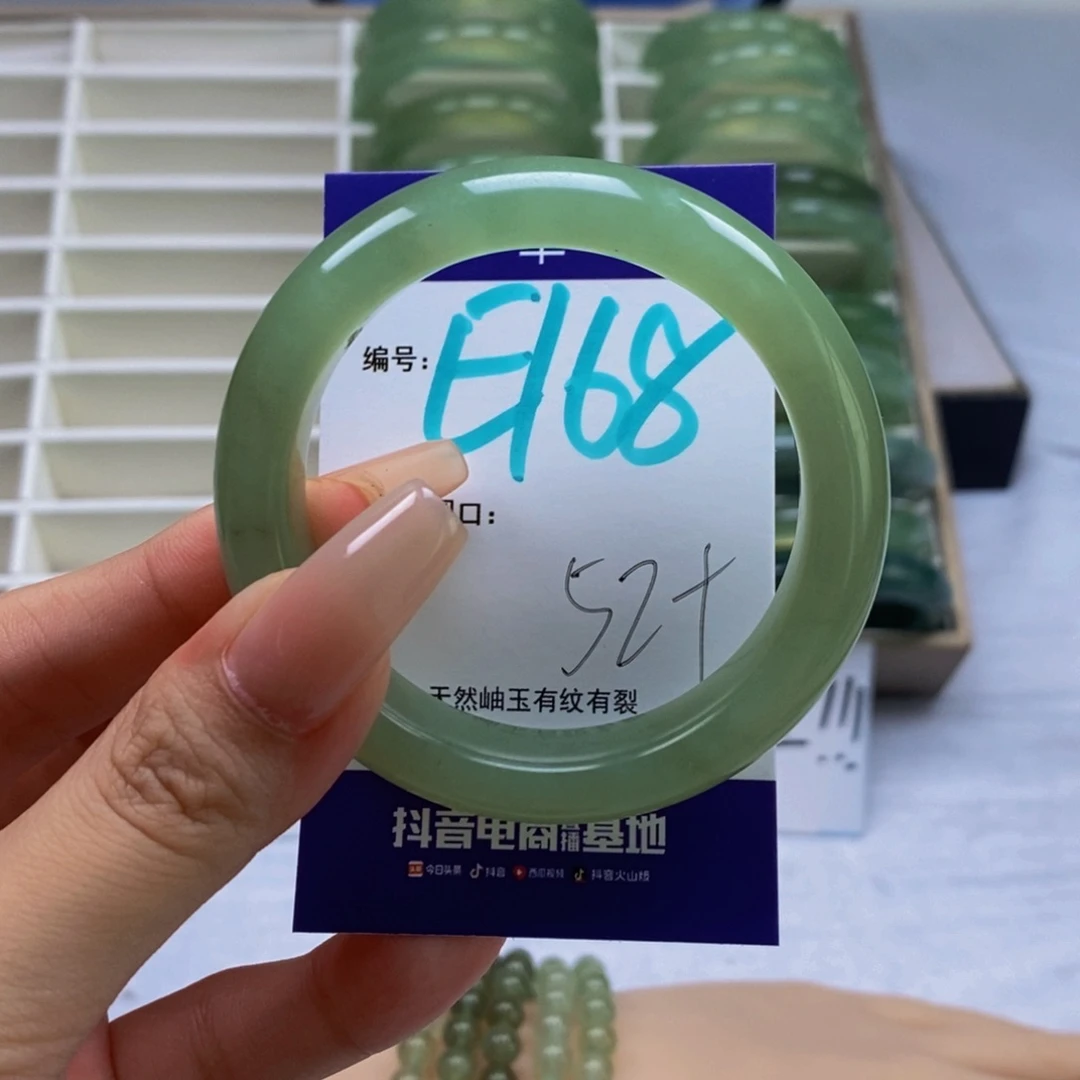 编号: E168
口:
52+
天然岫玉有纹有裂
抖音电商直播基地
今日头条 抖音 西瓜视频 抖音火山版